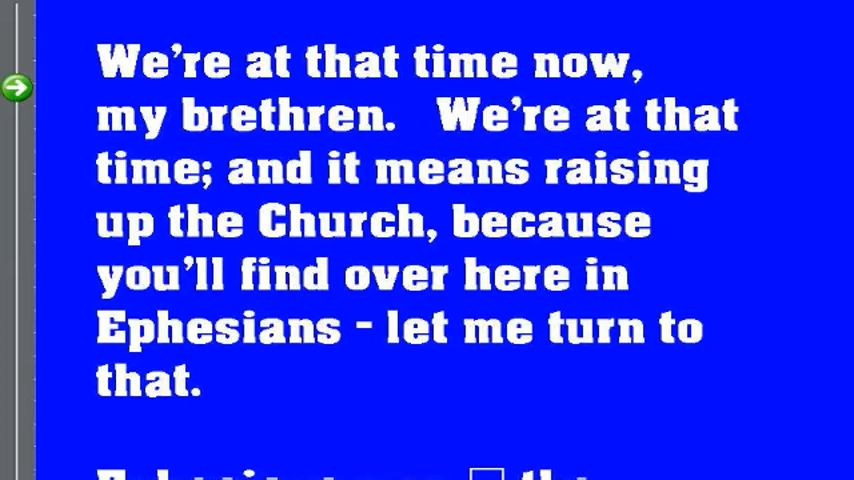 We're at that time now,
my brethren. We're at that
time; and it means raising
up the Church, because
you'll find over here in
Ephesians - let me turn to
that.